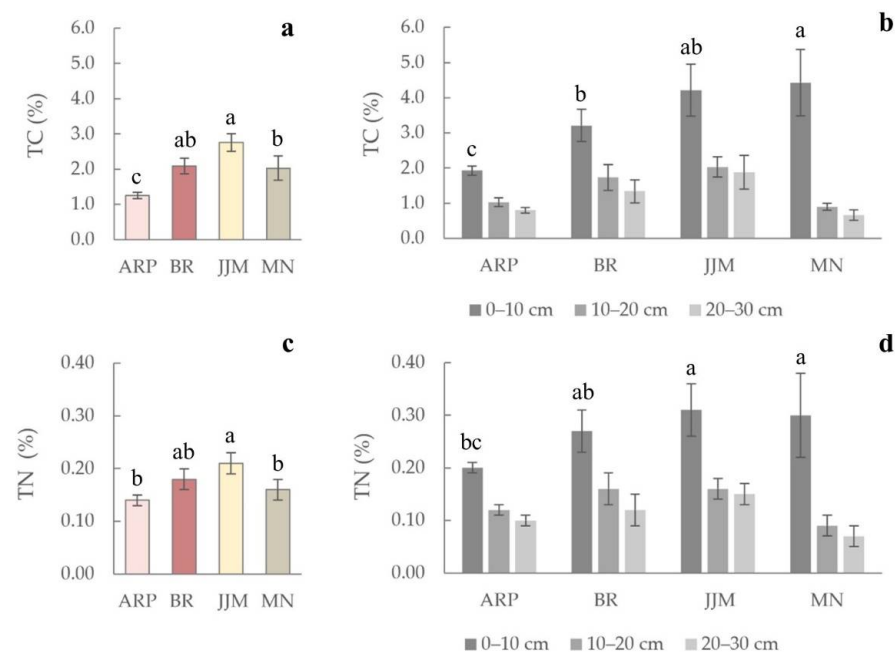 a
TC (%)
6.0
5.0
4.0
3.0
2.0
1.0
0.0
c
ab
a
b
ARP BR JJM MN
b
TC (%)
6.0
5.0
4.0
3.0
2.0
1.0
0.0
c
b
ab
a
ARP BR JJM MN
0–10 cm 10–20 cm 20–30 cm
c
TN (%)
0.40
0.30
0.20
0.10
0.00
b
ab
a
b
ARP BR JJM MN
d
TN (%)
0.40
0.30
0.20
0.10
0.00
bc
ab
a
a
ARP BR JJM MN
0–10 cm 10–20 cm 20–30 cm